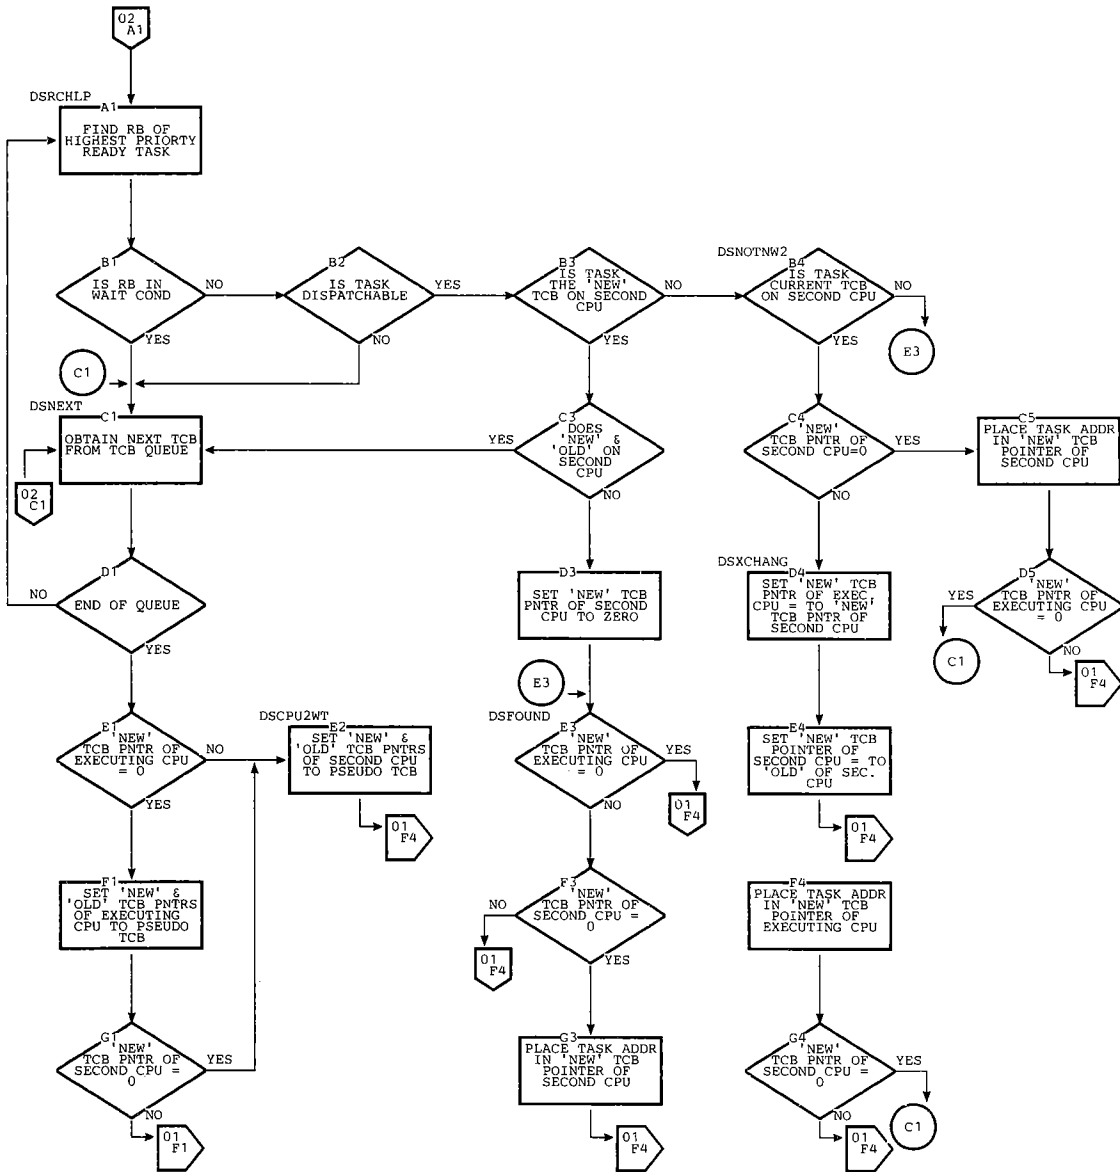 02
A1
DSRCHLP
A1
FIND RB OF
HIGHEST PRIORTY
READY TASK
B1
IS RB IN
WAIT COND
NO
YES
B2
IS TASK
DISPATCHABLE
YES
NO
B3
IS TASK
THE 'NEW'
TCB ON SECOND
CPU
NO
YES
DSNOTNW2
B4
IS TASK
CURRENT TCB
ON SECOND CPU
NO
YES
E3
C1
DSNEXT
C1
OBTAIN NEXT TCB
FROM TCB QUEUE
02
C1
C3
DOES
'NEW' &
'OLD' ON
SECOND
CPU
YES
NO
C4
'NEW'
TCB PNTR OF
SECOND CPU=0
YES
NO
C5
PLACE TASK ADDR
IN 'NEW' TCB
POINTER OF
SECOND CPU
D1
END OF QUEUE
NO
YES
D3
SET 'NEW' TCB
PNTR OF SECOND
CPU TO ZERO
DSXCHANG
D4
SET 'NEW' TCB
PNTR OF EXEC
CPU = TO 'NEW'
TCB PNTR OF
SECOND CPU
D5
'NEW'
TCB PNTR OF
EXECUTING CPU
= 0
YES
NO
C1
01
F4
E1
'NEW'
TCB PNTR OF
EXECUTING CPU
= 0
NO
YES
DSCPU2WT
E2
SET 'NEW' &
'OLD' TCB PNTRS
OF SECOND CPU
TO PSEUDO TCB
01
F4
E3
DSFOUND
E3
'NEW'
TCB PNTR OF
EXECUTING CPU
= 0
YES
NO
01
F4
E4
SET 'NEW' TCB
POINTER OF
SECOND CPU = TO
'OLD' OF SEC.
CPU
01
F4
F1
SET 'NEW' &
'OLD' TCB PNTRS
OF EXECUTING
CPU TO PSEUDO
TCB
F3
'NEW'
TCB PNTR OF
SECOND CPU =
0
NO
YES
01
F4
F4
PLACE TASK ADDR
IN 'NEW' TCB
POINTER OF
EXECUTING CPU
G1
'NEW'
TCB PNTR OF
SECOND CPU =
0
YES
NO
01
F1
G3
PLACE TASK ADDR
IN 'NEW' TCB
POINTER OF
SECOND CPU
01
F4
G4
'NEW'
TCB PNTR OF
SECOND CPU =
0
YES
NO
C1
01
F4